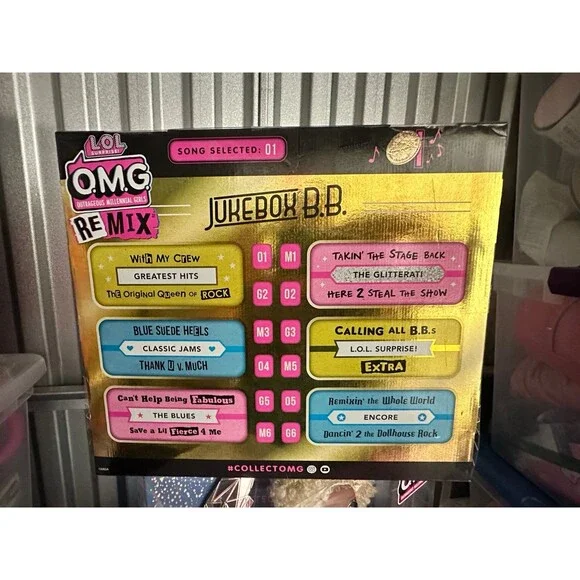 L.O.L.
SURPRISE!
O.M.G.
OUTRAGEOUS MILLENNIAL GIRLS
REMIX
SONG SELECTED: 01
JUKEBOX B.B.
With My Crew
GREATEST HITS
The Original Queen of ROCK
01 M1
G2 02
TAKIN' THE STAGE BACK
THE GLITTERATI
HERE 2 STEAL THE SHOW
BLUE SUEDE HEELS
CLASSIC JAMS
THANK U V. MUCH
M3 G3
04 M5
CALLING ALL B.B.s
L.O.L. SURPRISE!
EXTRA
Can't Help Being Fabulous
THE BLUES
Save a Lil Fierce 4 Me
G5 05
M6 G6
Remixin' the Whole World
ENCORE
Dancin' 2 the Dollhouse Rock
#COLLECTOMG